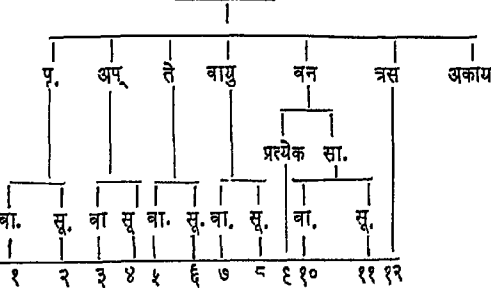 पृ. अप् ते वायु वन त्रस अकाय
प्रत्येक सा.
बा. सू. बा सू बा. सू. बा. सू. बा. सू.
१ २ ३ ४ ५ ६ ७ ८ ९ १० ११ १२